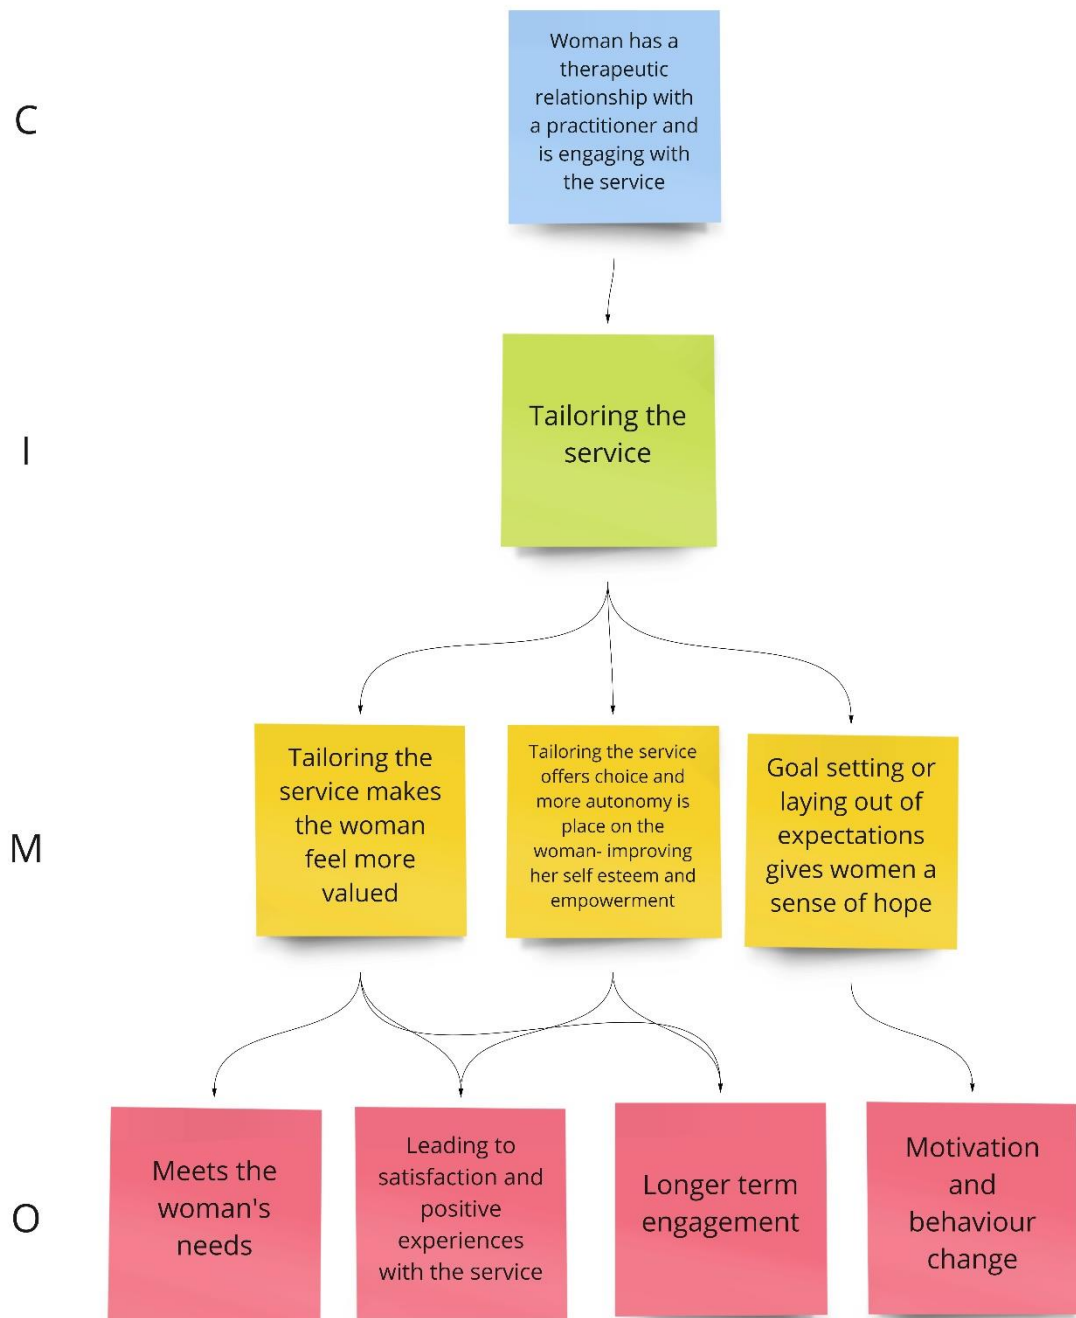 C
Woman has a
therapeutic
relationship with
a practitioner and
is engaging with
the service
I
Tailoring the
service
M
Tailoring the
service makes
the woman
feel more
valued
Tailoring the service
offers choice and
more autonomy is
place on the
woman- improving
her self esteem and
empowerment
Goal setting or
laying out of
expectations
gives women a
sense of hope
O
Meets the
woman's
needs
Leading to
satisfaction and
positive
experiences
with the service
Longer term
engagement
Motivation
and
behaviour
change